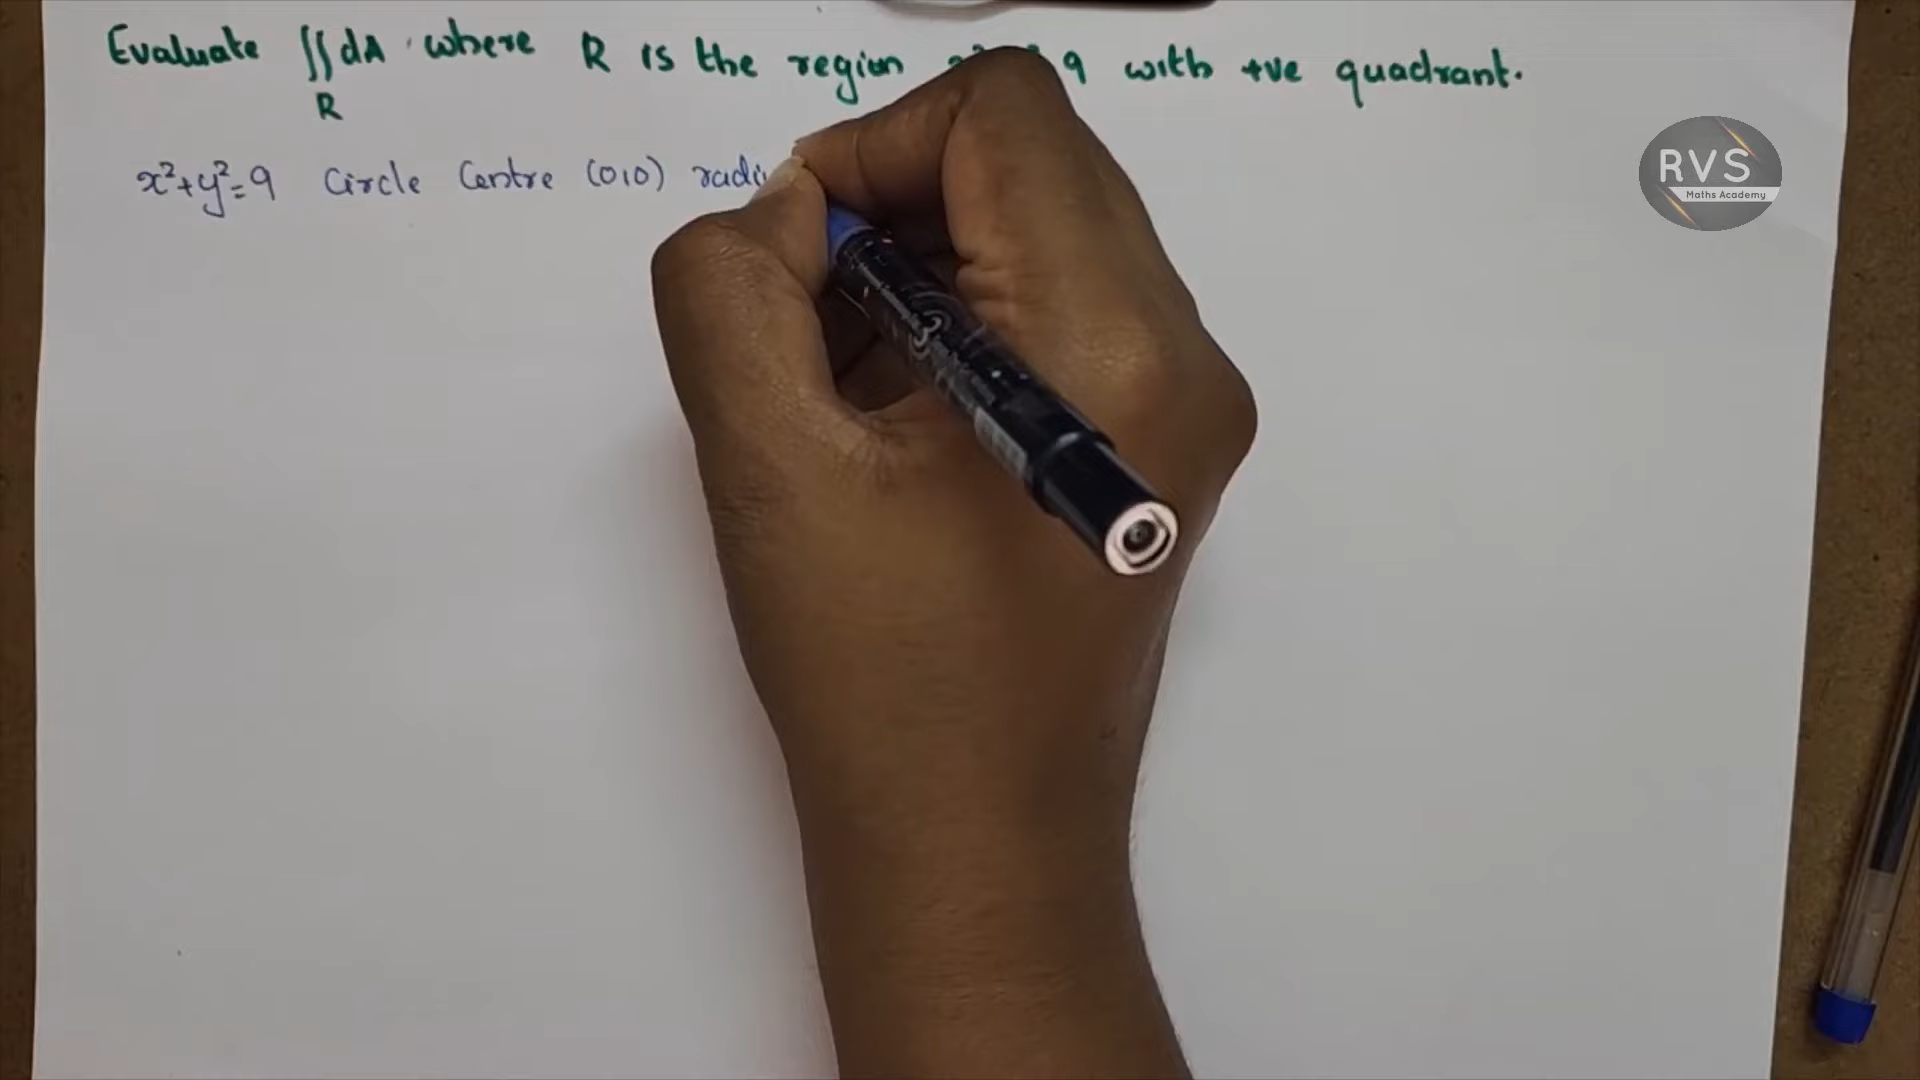 Evaluate ∬ dA where R is the region 9 with +ve quadrant.
R
x²+y²=9 Circle Centre (0,0)
RVS
Maths Academy